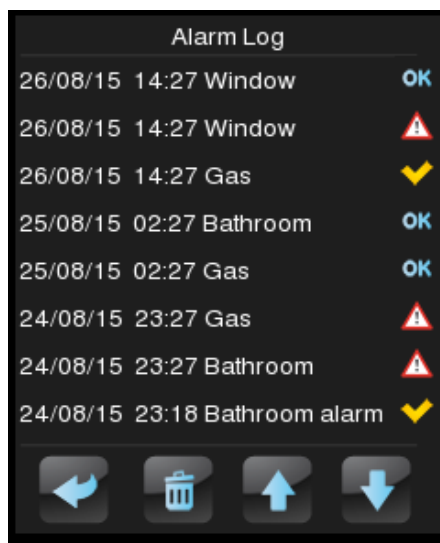 Alarm Log
26/08/15 14:27 Window OK
26/08/15 14:27 Window
26/08/15 14:27 Gas
25/08/15 02:27 Bathroom OK
25/08/15 02:27 Gas OK
24/08/15 23:27 Gas
24/08/15 23:27 Bathroom
24/08/15 23:18 Bathroom alarm